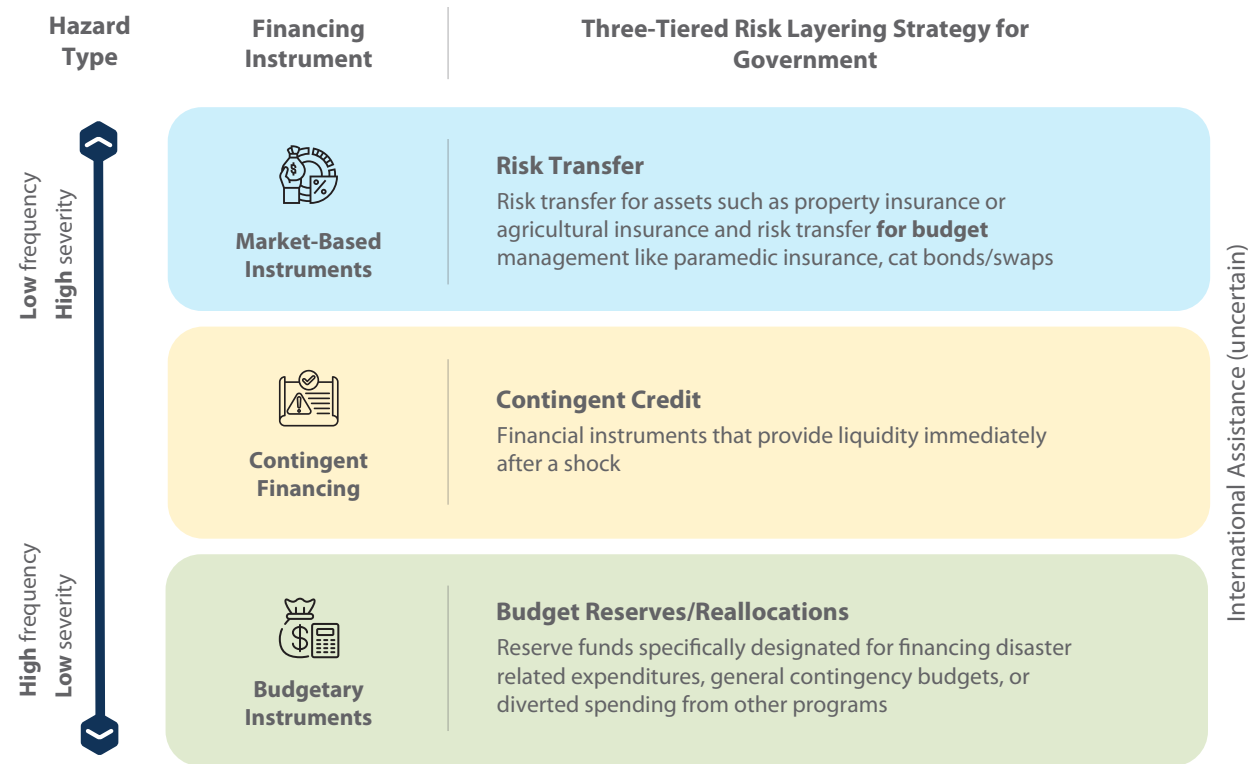 Hazard
Type
Financing
Instrument
Three-Tiered Risk Layering Strategy for
Government
Low frequency
High severity
$
%
Market-Based
Instruments
Risk Transfer
Risk transfer for assets such as property insurance or
agricultural insurance and risk transfer for budget
management like paramedic insurance, cat bonds/swaps
Contingent
Financing
Contingent Credit
Financial instruments that provide liquidity immediately
after a shock
High frequency
Low severity
$
Budgetary
Instruments
Budget Reserves/Reallocations
Reserve funds specifically designated for financing disaster
related expenditures, general contingency budgets, or
diverted spending from other programs
International Assistance (uncertain)